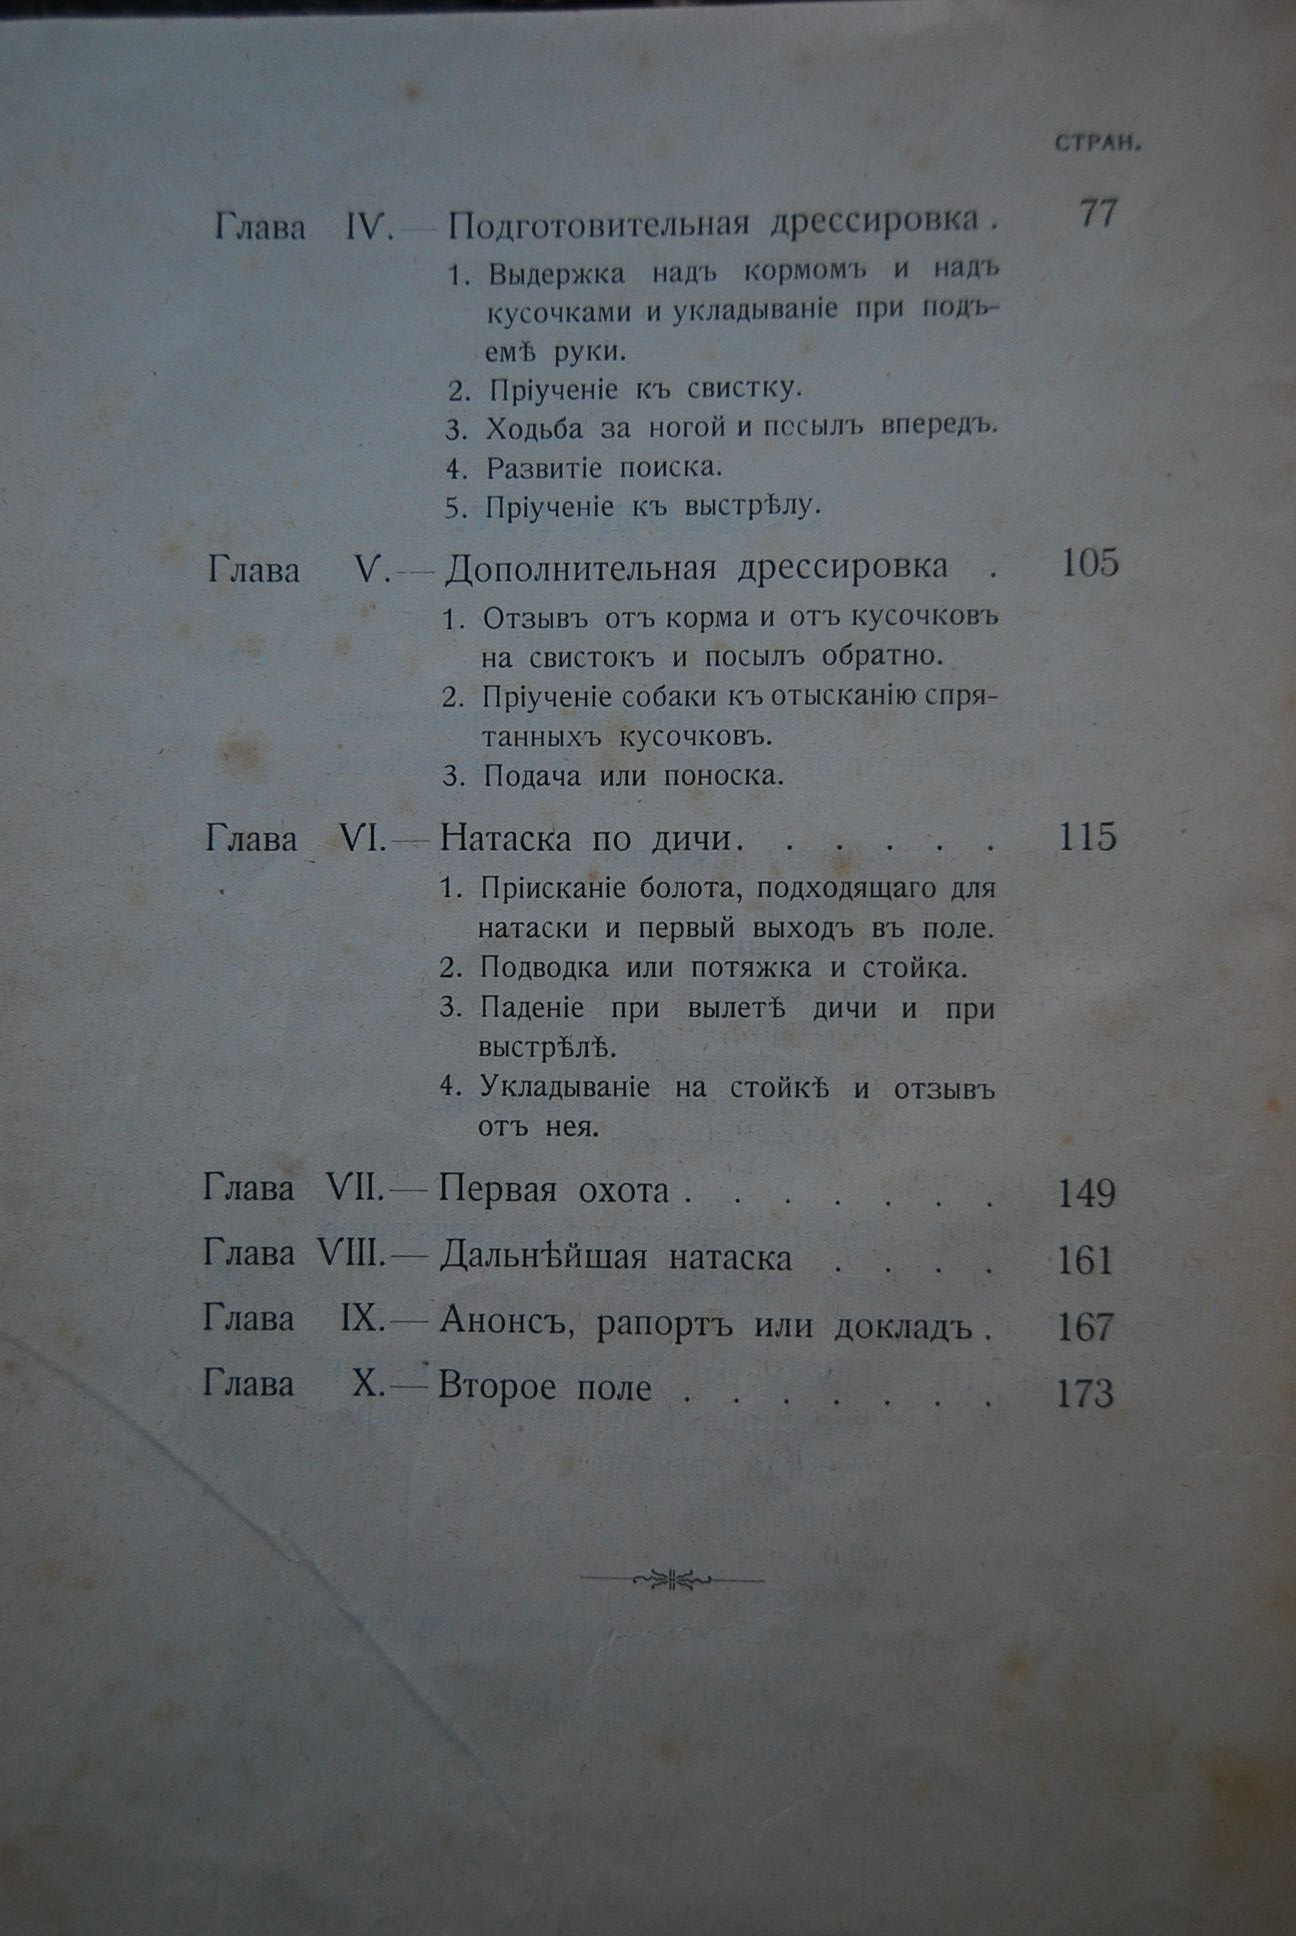 СТРАН.
Глава IV. — Подготовительная дрессировка . 77
1. Выдержка надъ кормомъ и надъ
кусочками и укладываніе при подъ-
емѣ руки.
2. Пріученіе къ свистку.
3. Ходьба за ногой и посылъ впередъ.
4. Развитіе поиска.
5. Пріученіе къ выстрѣлу.
Глава V. — Дополнительная дрессировка . 105
1. Отзывъ отъ корма и отъ кусочковъ
на свистокъ и посылъ обратно.
2. Пріученіе собаки къ отысканію спря-
танныхъ кусочковъ.
3. Подача или поноска.
Глава VI. — Натаска по дичи. . . . . . 115
1. Пріисканіе болота, подходящаго для
натаски и первый выходъ въ поле.
2. Подводка или потяжка и стойка.
3. Паденіе при вылетѣ дичи и при
выстрѣлѣ.
4. Укладываніе на стойкѣ и отзывъ
отъ нея.
Глава VII. — Первая охота . . . . . . . 149
Глава VIII. — Дальнѣйшая натаска . . . . 161
Глава IX. — Анонсъ, рапортъ или докладъ . 167
Глава X. — Второе поле . . . . . . . 173